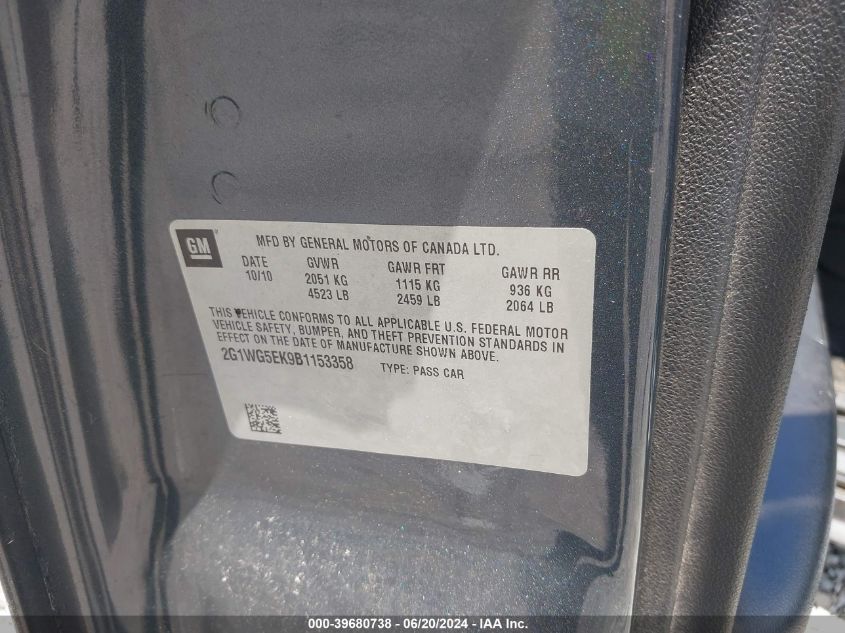 GM
MFD BY GENERAL MOTORS OF CANADA LTD.
DATE GVWR GAWR FRT GAWR RR
10/10 2051 KG 1115 KG 936 KG
4523 LB 2459 LB 2064 LB
THIS VEHICLE CONFORMS TO ALL APPLICABLE U.S. FEDERAL MOTOR
VEHICLE SAFETY, BUMPER, AND THEFT PREVENTION STANDARDS IN
EFFECT ON THE DATE OF MANUFACTURE SHOWN ABOVE.
2G1WG5EK9B1153358 TYPE: PASS CAR
000-39680738 - 06/20/2024 - IAA Inc.